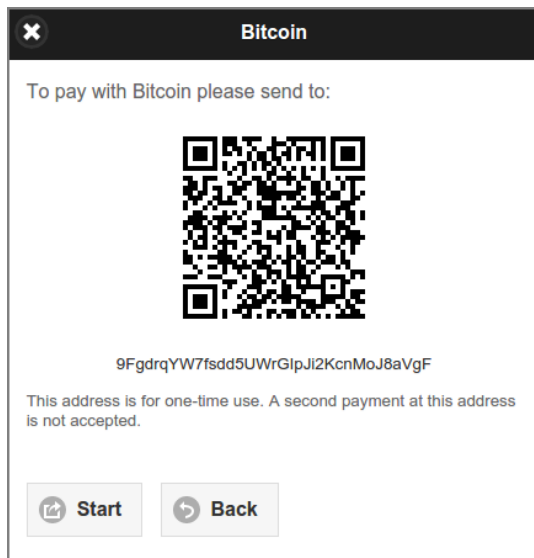 Bitcoin
To pay with Bitcoin please send to:
9FgdrqYW7fsdd5UWrGIpJi2KcnMoJ8aVgF
This address is for one-time use. A second payment at this address
is not accepted.
Start
Back